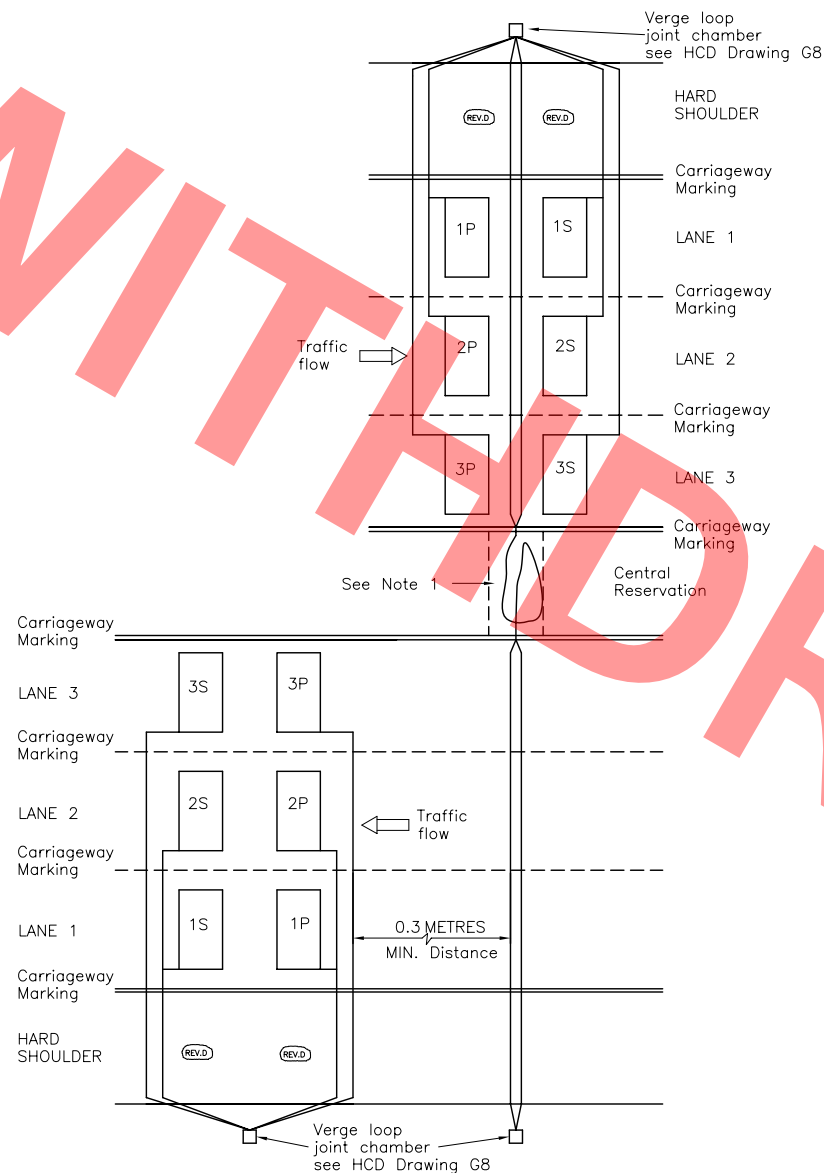 Verge loop
joint chamber
see HCD Drawing G8
HARD
SHOULDER
REV.D
REV.D
Carriageway
Marking
1P
1S
LANE 1
Carriageway
Marking
Traffic
flow
2P
2S
LANE 2
Carriageway
Marking
3P
3S
LANE 3
Carriageway
Marking
See Note 1
Central
Reservation
Carriageway
Marking
3S
3P
LANE 3
Carriageway
Marking
2S
2P
LANE 2
Traffic
flow
Carriageway
Marking
1S
1P
LANE 1
0.3 METRES
MIN. Distance
Carriageway
Marking
HARD
SHOULDER
REV.D
REV.D
Verge loop
joint chamber
see HCD Drawing G8
WITHDR